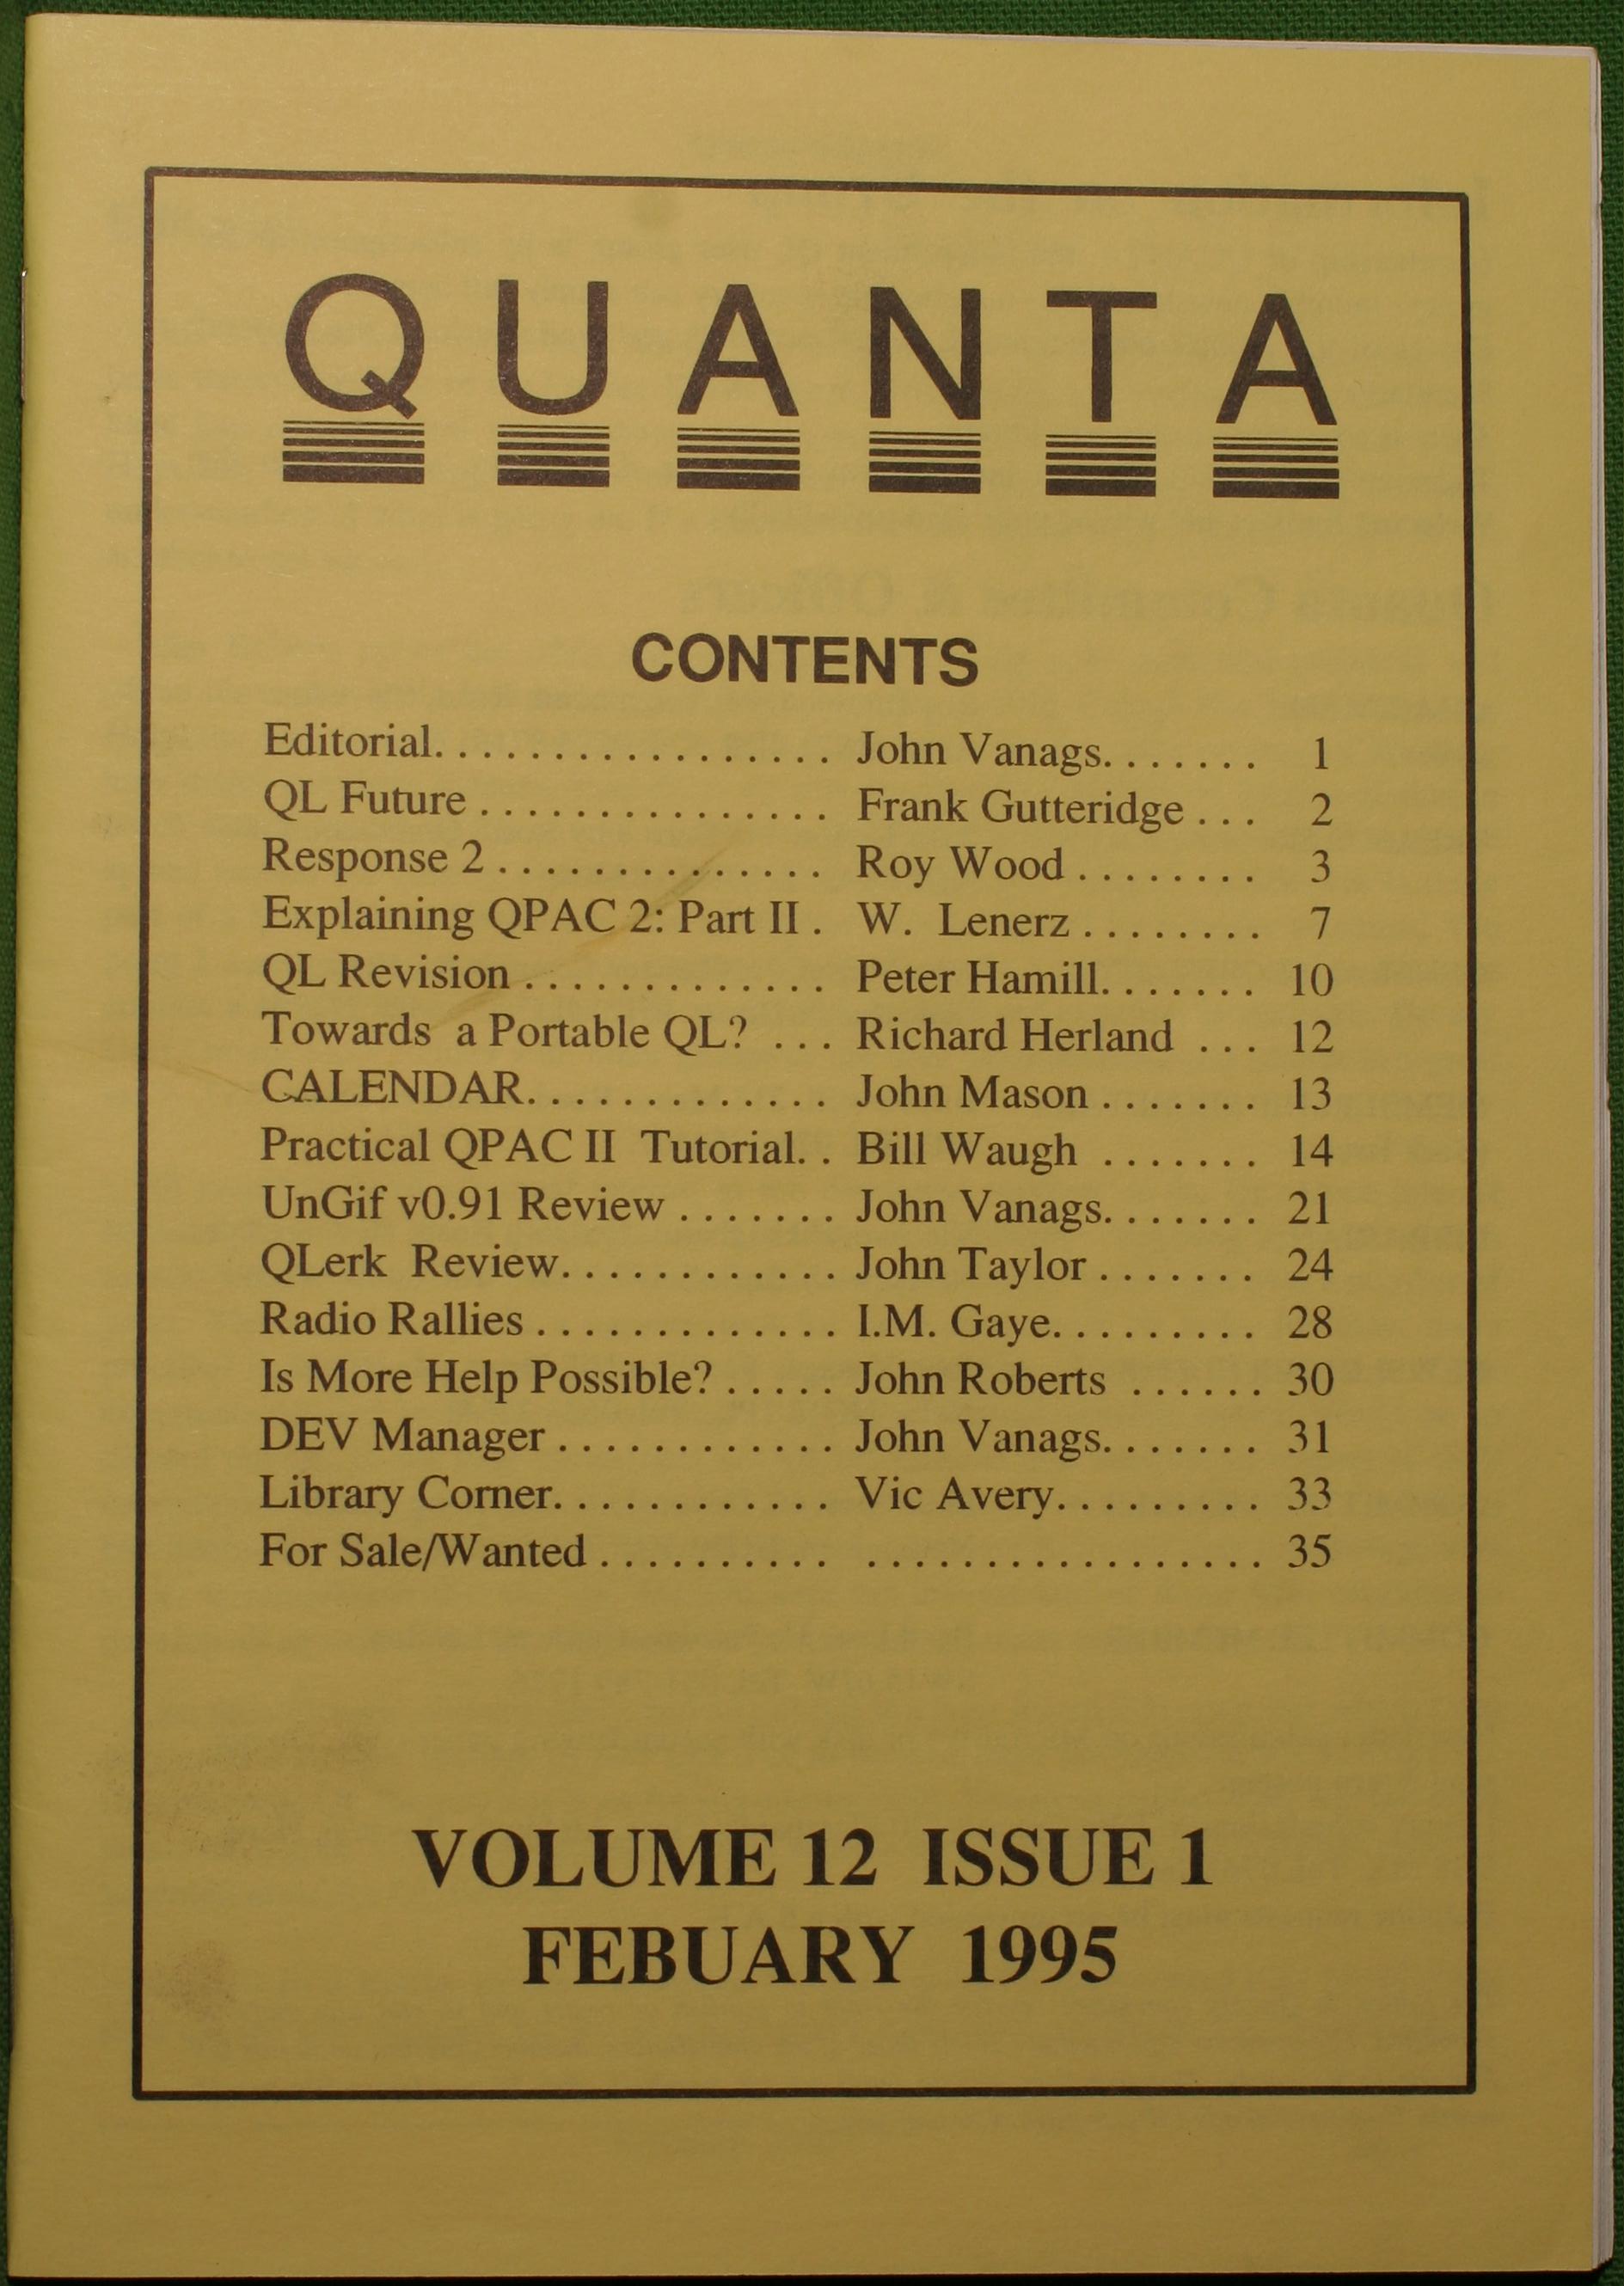 QUANTA
CONTENTS
Editorial. . . . . . . . . . . . . . . . . John Vanags. . . . . . . 1
QL Future . . . . . . . . . . . . . . . Frank Gutteridge . . . 2
Response 2 . . . . . . . . . . . . . . Roy Wood . . . . . . . . 3
Explaining QPAC 2: Part II . W. Lenerz . . . . . . . . 7
QL Revision . . . . . . . . . . . . . Peter Hamill. . . . . . . 10
Towards a Portable QL? . . . Richard Herland . . . 12
CALENDAR. . . . . . . . . . . . . John Mason . . . . . . . 13
Practical QPAC II Tutorial. . Bill Waugh . . . . . . . 14
UnGif v0.91 Review . . . . . . . John Vanags. . . . . . . 21
QLerk Review. . . . . . . . . . . . John Taylor . . . . . . . 24
Radio Rallies . . . . . . . . . . . . . I.M. Gaye. . . . . . . . . 28
Is More Help Possible? . . . . . John Roberts . . . . . . 30
DEV Manager . . . . . . . . . . . . John Vanags. . . . . . . 31
Library Corner. . . . . . . . . . . . Vic Avery. . . . . . . . . 33
For Sale/Wanted . . . . . . . . . . . . . . . . . . . . . . . . . . . 35
VOLUME 12 ISSUE 1
FEBUARY 1995